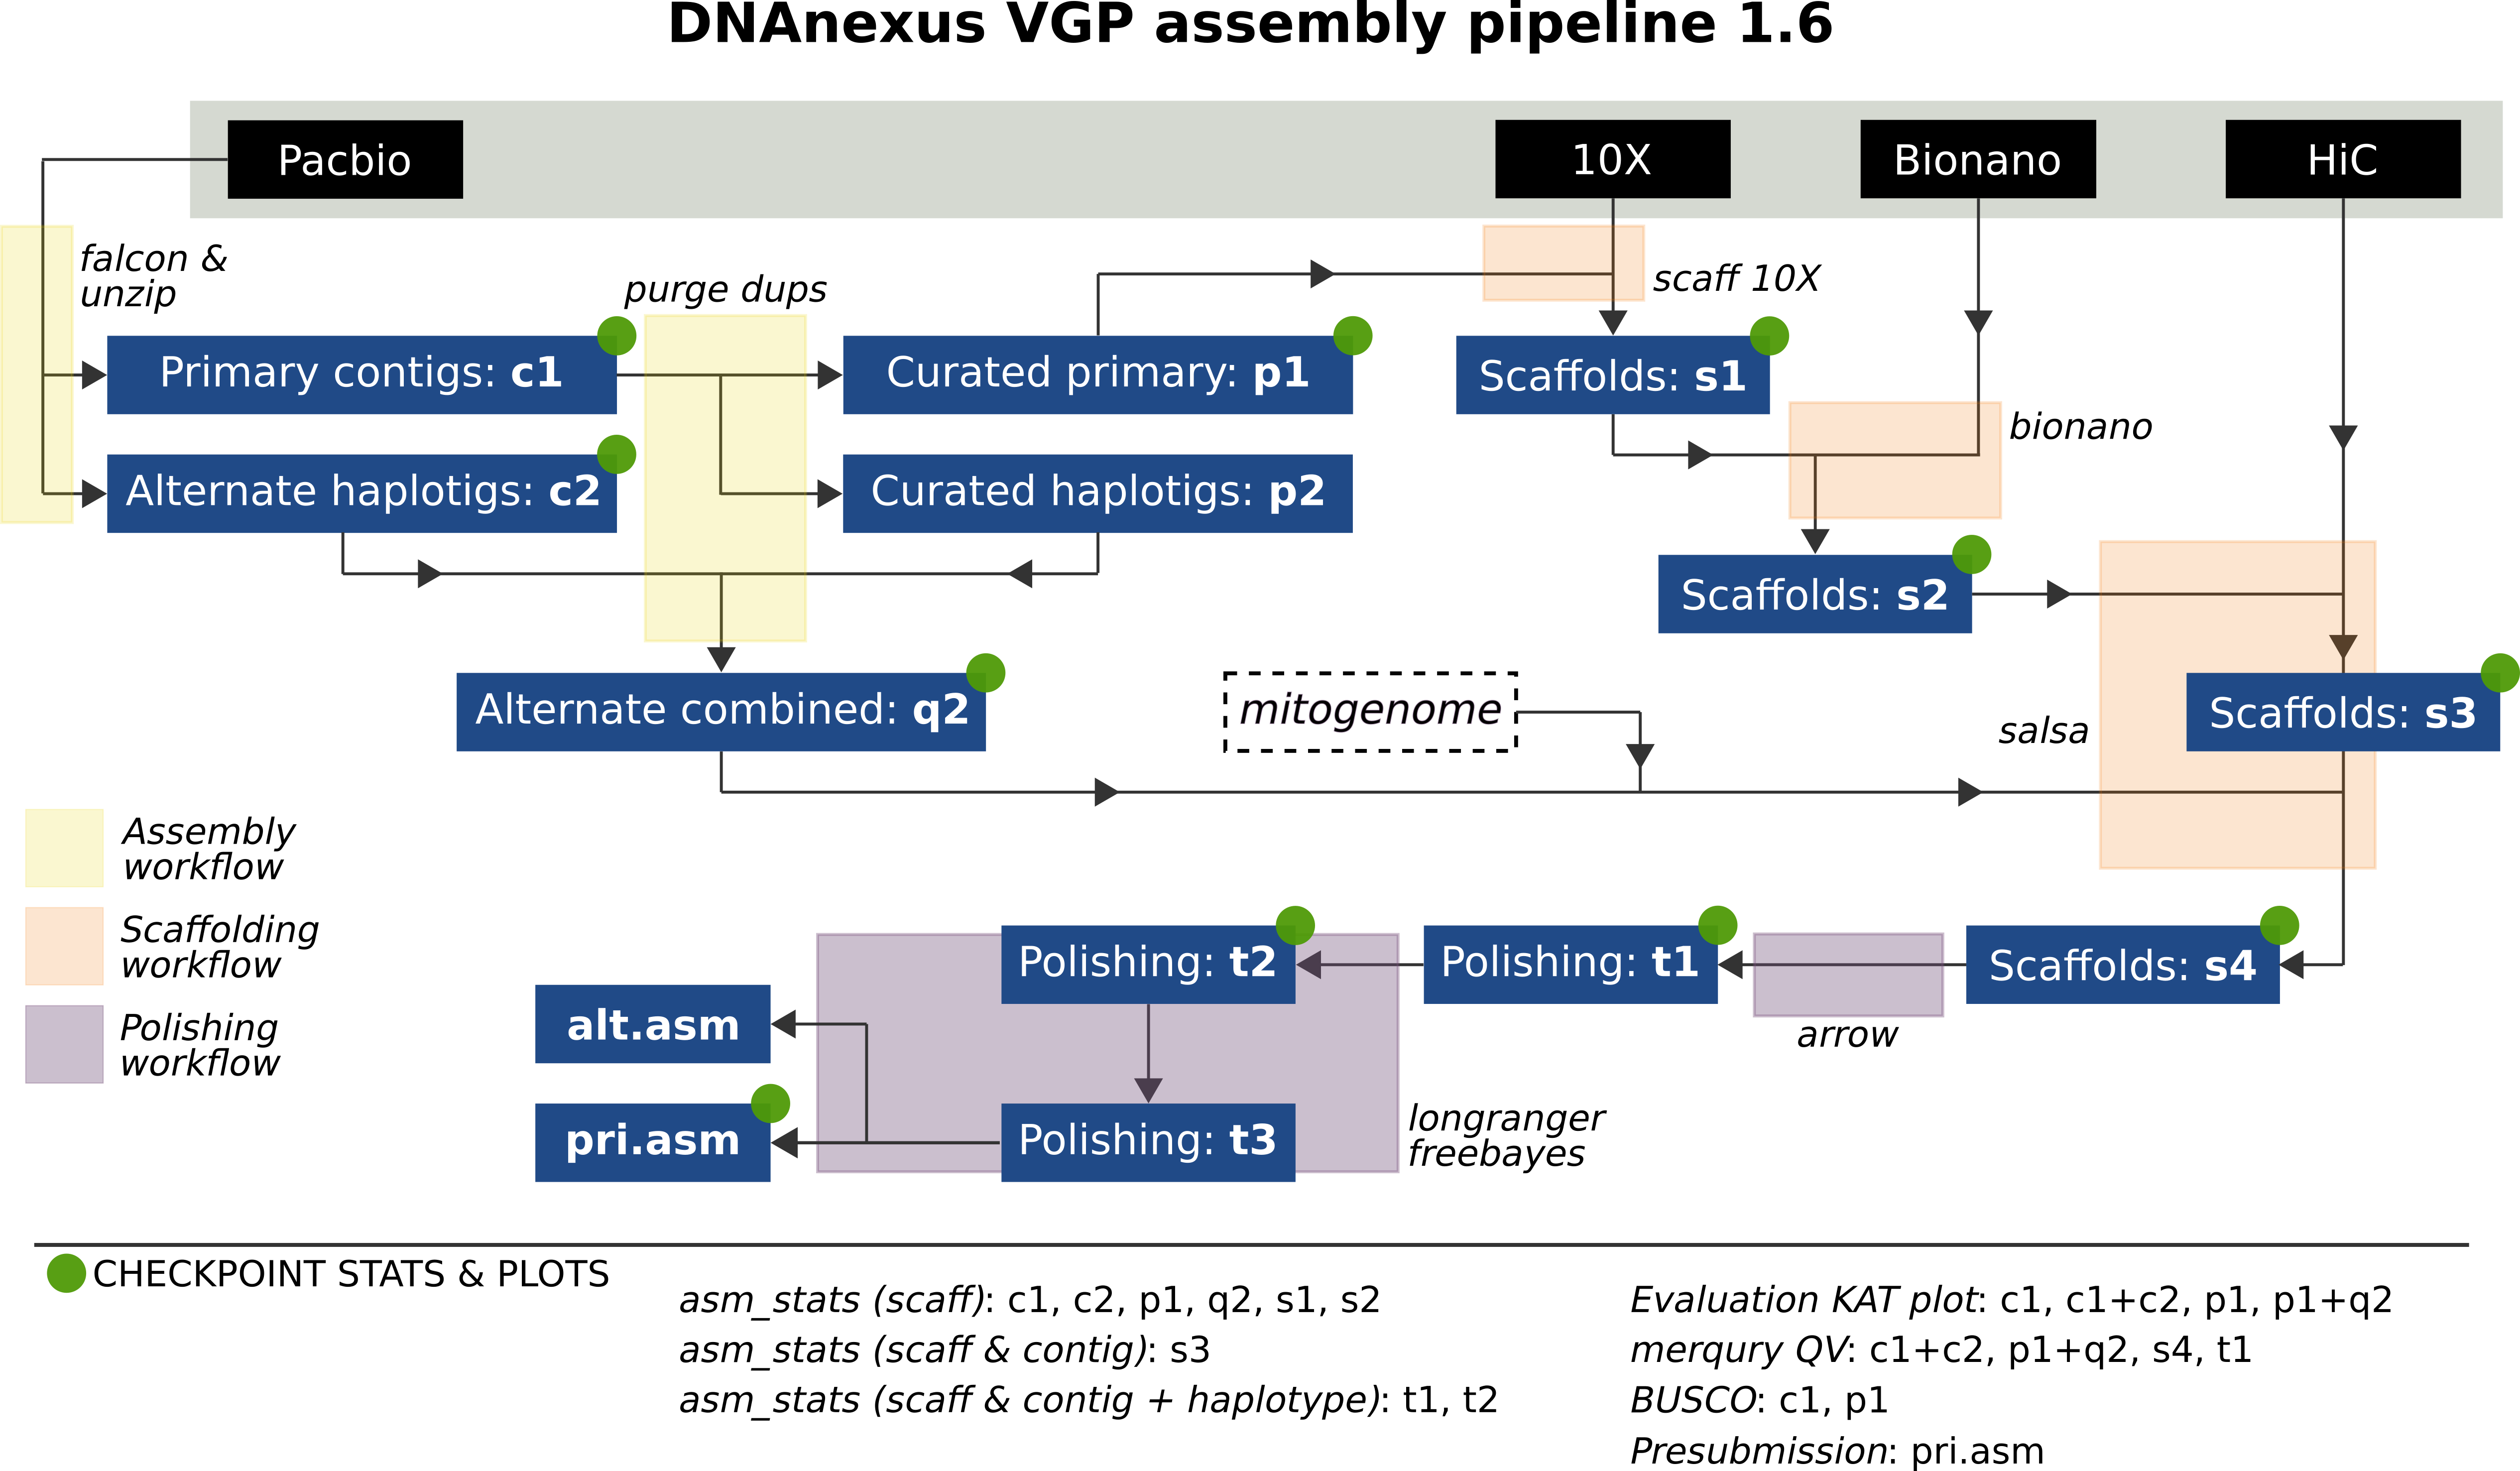 DNAnexus VGP assembly pipeline 1.6
Pacbio
10X
Bionano
HiC
falcon &
unzip
purge dups
scaff 10X
Primary contigs: c1
Curated primary: p1
Scaffolds: s1
bionano
Alternate haplotigs: c2
Curated haplotigs: p2
Scaffolds: s2
Alternate combined: q2
mitogenome
salsa
Scaffolds: s3
Assembly
workflow
Scaffolding
workflow
Polishing
workflow
Polishing: t2
Polishing: t1
Scaffolds: s4
arrow
alt.asm
pri.asm
Polishing: t3
longranger
freebayes
CHECKPOINT STATS & PLOTS
asm_stats (scaff): c1, c2, p1, q2, s1, s2
asm_stats (scaff & contig): s3
asm_stats (scaff & contig + haplotype): t1, t2
Evaluation KAT plot: c1, c1+c2, p1, p1+q2
merqury QV: c1+c2, p1+q2, s4, t1
BUSCO: c1, p1
Presubmission: pri.asm